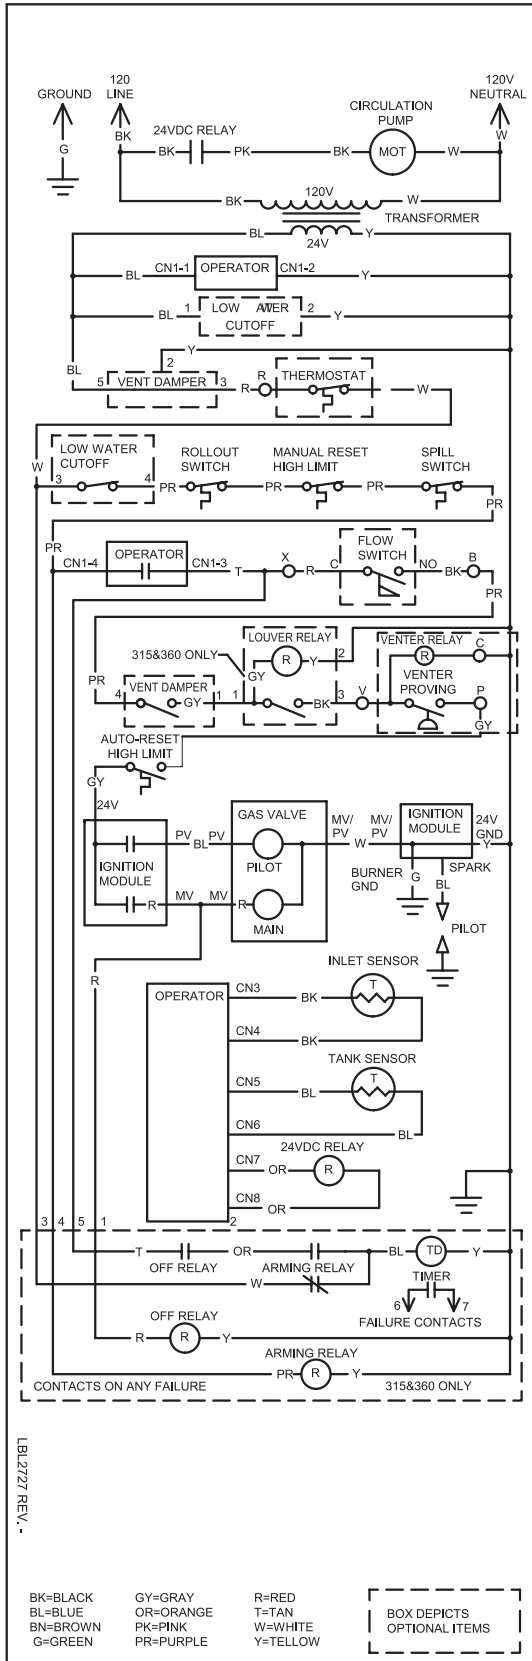 GROUND
120
LINE
120V
NEUTRAL
CIRCULATION
PUMP
BK
24VDC RELAY
W
G
BK
PK
BK
MOT
W
120V
BK
W
TRANSFORMER
BL
Y
24V
BL
CN1-1
OPERATOR
CN1-2
Y
BL
1
LOW WATER
CUTOFF
2
Y
Y
2
BL
5
VENT DAMPER
3
R
R
THERMOSTAT
W
W
LOW WATER
CUTOFF
3
4
PR
ROLLOUT
SWITCH
PR
MANUAL RESET
HIGH LIMIT
PR
SPILL
SWITCH
PR
PR
CN1-4
OPERATOR
CN1-3
T
X
R
C
FLOW
SWITCH
NO
BK
B
PR
315&360 ONLY
LOUVER RELAY
R
Y
2
GY
VENTER RELAY
R
C
PR
4
VENT DAMPER
GY
1
1
BK
3
V
VENTER
PROVING
P
GY
AUTO-RESET
HIGH LIMIT
GY
24V
IGNITION
MODULE
PV
BL
PV
R
MV
MV
GAS VALVE
PILOT
R
MAIN
MV/
PV
W
MV/
PV
IGNITION
MODULE
24V
GND
Y
BURNER
GND
G
SPARK
BL
PILOT
R
OPERATOR
CN3
BK
INLET SENSOR
T
CN4
BK
CN5
BL
TANK SENSOR
T
CN6
BL
24VDC RELAY
CN7
OR
R
CN8
OR
2
3
4
5
1
T
OFF RELAY
OR
ARMING RELAY
BL
TD
Y
TIMER
W
6
7
FAILURE CONTACTS
OFF RELAY
R
R
Y
ARMING RELAY
PR
R
Y
CONTACTS ON ANY FAILURE
315&360 ONLY
LBL2727 REV. -
BK=BLACK
BL=BLUE
BN=BROWN
G=GREEN
GY=GRAY
OR=ORANGE
PK=PINK
PR=PURPLE
R=RED
T=TAN
W=WHITE
Y=YELLOW
BOX DEPICTS
OPTIONAL ITEMS